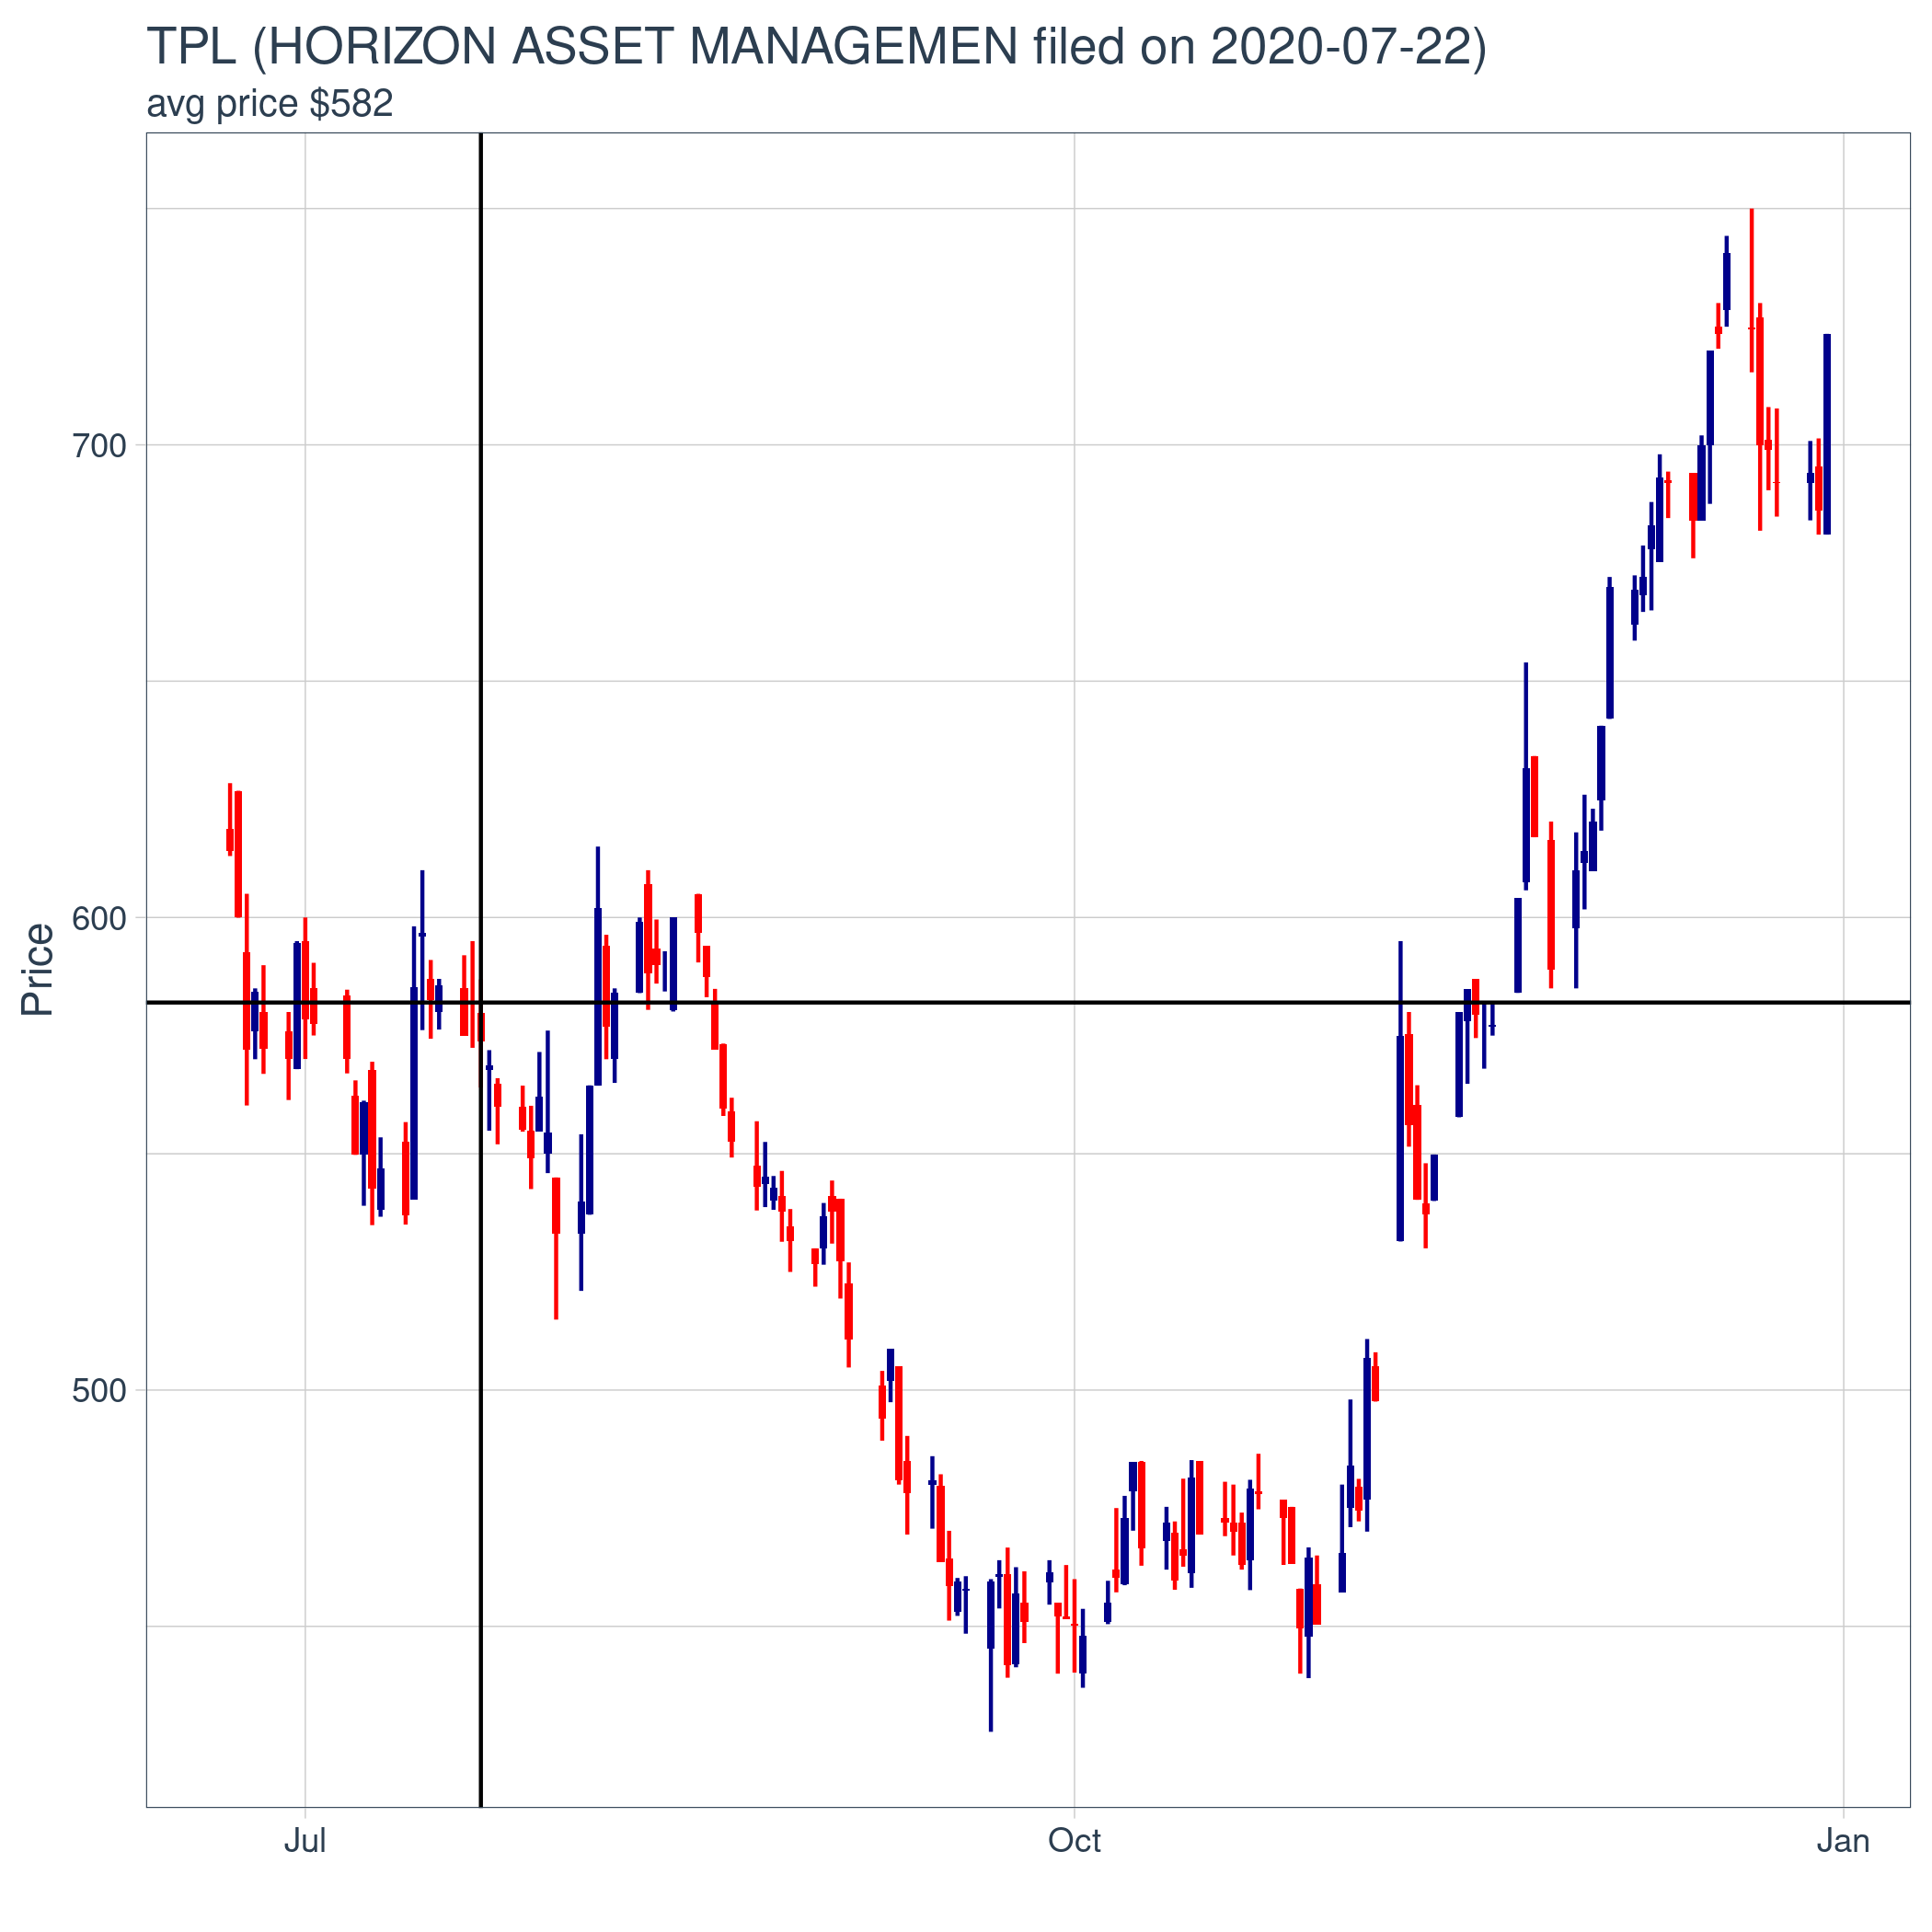 TPL (HORIZON ASSET MANAGEMEN filed on 2020-07-22)
avg price $582
Price
700
600
500
Jul
Oct
Jan